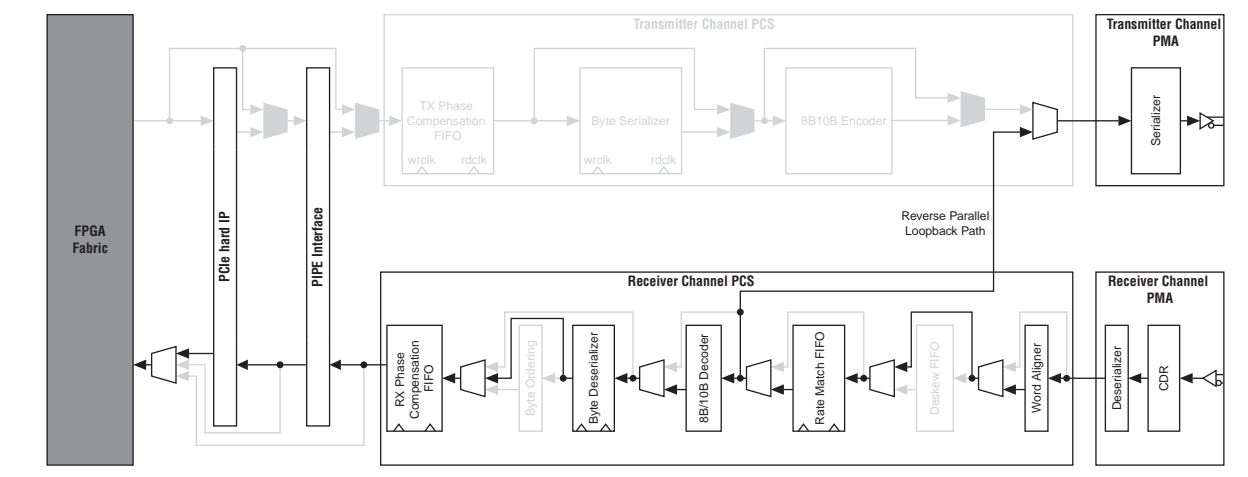 Transmitter Channel PCS
Transmitter Channel
PMA
TX Phase
Compensation
FIFO
wrclk
rdclk
Byte Serializer
wrclk
rdclk
8B10B Encoder
Serializer
FPGA
Fabric
PCIe hard IP
PIPE Interface
Reverse Parallel
Loopback Path
Receiver Channel PCS
Receiver Channel
PMA
RX Phase
Compensation
FIFO
Byte Ordering
Byte Deserializer
8B/10B Decoder
Rate Match FIFO
Deskew FIFO
Word Aligner
Deserializer
CDR